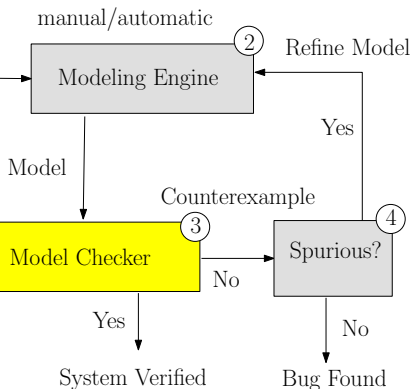 manual/automatic
2
Refine Model
Modeling Engine
Yes
Model
Counterexample
3
4
Model Checker
Spurious?
No
Yes
No
System Verified
Bug Found